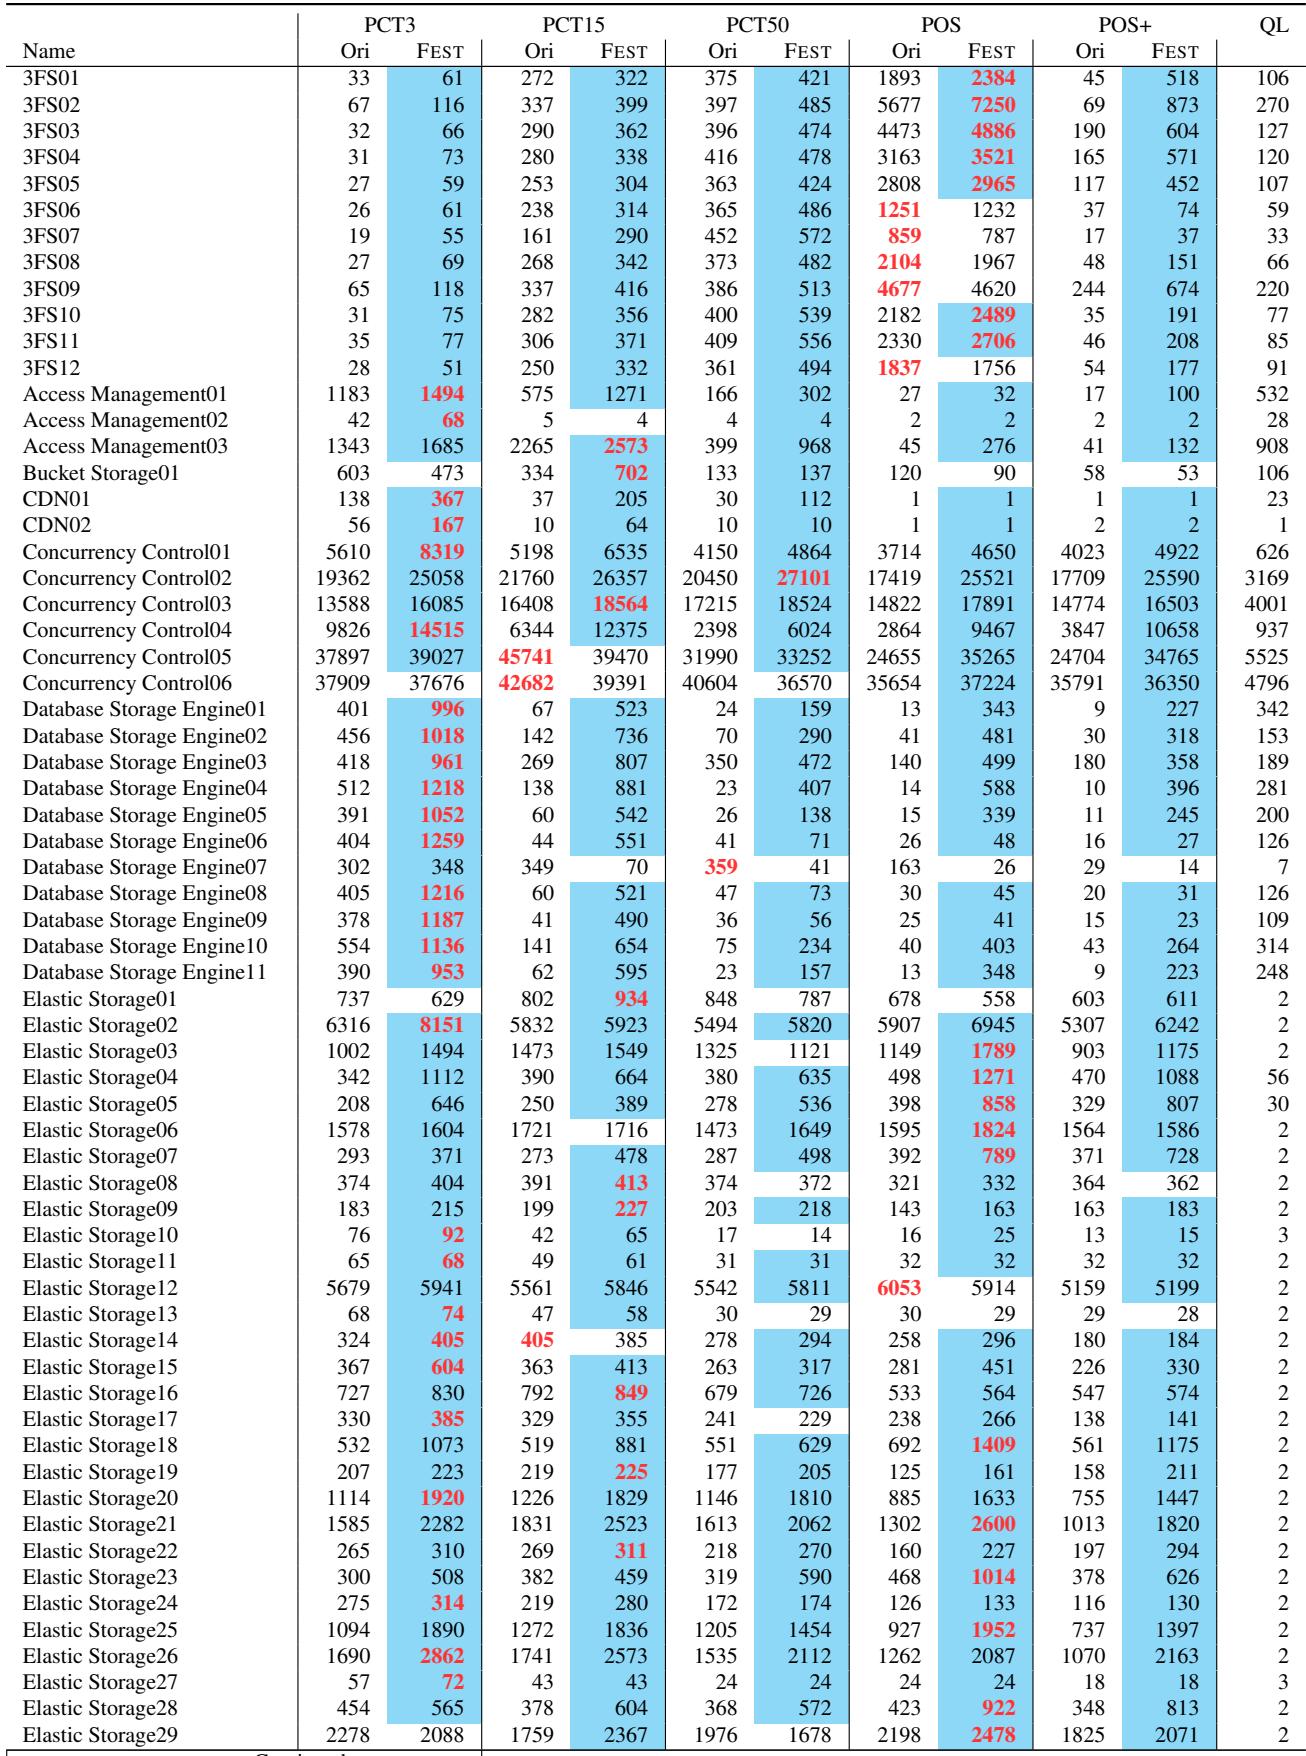 PCT3 PCT15 PCT50 POS POS+ QL
Name Ori FEST Ori FEST Ori FEST Ori FEST Ori FEST
3FS01 33 61 272 322 375 421 1893 2384 45 518 106
3FS02 67 116 337 399 397 485 5677 7250 69 873 270
3FS03 32 66 290 362 396 474 4473 4886 190 604 127
3FS04 31 73 280 338 416 478 3163 3521 165 571 120
3FS05 27 59 253 304 363 424 2808 2965 117 452 107
3FS06 26 61 238 314 365 486 1251 1232 37 74 59
3FS07 19 55 161 290 452 572 859 787 17 37 33
3FS08 27 69 268 342 373 482 2104 1967 48 151 66
3FS09 65 118 337 416 386 513 4677 4620 244 674 220
3FS10 31 75 282 356 400 539 2182 2489 35 191 77
3FS11 35 77 306 371 409 556 2330 2706 46 208 85
3FS12 28 51 250 332 361 494 1837 1756 54 177 91
Access Management01 1183 1494 575 1271 166 302 27 32 17 100 532
Access Management02 42 68 5 4 4 4 2 2 2 2 28
Access Management03 1343 1685 2265 2573 399 968 45 276 41 132 908
Bucket Storage01 603 473 334 702 133 137 120 90 58 53 106
CDN01 138 367 37 205 30 112 1 1 1 1 23
CDN02 56 167 10 64 10 10 1 1 2 2 1
Concurrency Control01 5610 8319 5198 6535 4150 4864 3714 4650 4023 4922 626
Concurrency Control02 19362 25058 21760 26357 20450 27101 17419 25521 17709 25590 3169
Concurrency Control03 13588 16085 16408 18564 17215 18524 14822 17891 14774 16503 4001
Concurrency Control04 9826 14515 6344 12375 2398 6024 2864 9467 3847 10658 937
Concurrency Control05 37897 39027 45741 39470 31990 33252 24655 35265 24704 34765 5525
Concurrency Control06 37909 37676 42682 39391 40604 36570 35654 37224 35791 36350 4796
Database Storage Engine01 401 996 67 523 24 159 13 343 9 227 342
Database Storage Engine02 456 1018 142 736 70 290 41 481 30 318 153
Database Storage Engine03 418 961 269 807 350 472 140 499 180 358 189
Database Storage Engine04 512 1218 138 881 23 407 14 588 10 396 281
Database Storage Engine05 391 1052 60 542 26 138 15 339 11 245 200
Database Storage Engine06 404 1259 44 551 41 71 26 48 16 27 126
Database Storage Engine07 302 348 349 70 359 41 163 26 29 14 7
Database Storage Engine08 405 1216 60 521 47 73 30 45 20 31 126
Database Storage Engine09 378 1187 41 490 36 56 25 41 15 23 109
Database Storage Engine10 554 1136 141 654 75 234 40 403 43 264 314
Database Storage Engine11 390 953 62 595 23 157 13 348 9 223 248
Elastic Storage01 737 629 802 934 848 787 678 558 603 611 2
Elastic Storage02 6316 8151 5832 5923 5494 5820 5907 6945 5307 6242 2
Elastic Storage03 1002 1494 1473 1549 1325 1121 1149 1789 903 1175 2
Elastic Storage04 342 1112 390 664 380 635 498 1271 470 1088 56
Elastic Storage05 208 646 250 389 278 536 398 858 329 807 30
Elastic Storage06 1578 1604 1721 1716 1473 1649 1595 1824 1564 1586 2
Elastic Storage07 293 371 273 478 287 498 392 789 371 728 2
Elastic Storage08 374 404 391 413 374 372 321 332 364 362 2
Elastic Storage09 183 215 199 227 203 218 143 163 163 183 2
Elastic Storage10 76 92 42 65 17 14 16 25 13 15 3
Elastic Storage11 65 68 49 61 31 31 32 32 32 32 2
Elastic Storage12 5679 5941 5561 5846 5542 5811 6053 5914 5159 5199 2
Elastic Storage13 68 74 47 58 30 29 30 29 29 28 2
Elastic Storage14 324 405 405 385 278 294 258 296 180 184 2
Elastic Storage15 367 604 363 413 263 317 281 451 226 330 2
Elastic Storage16 727 830 792 849 679 726 533 564 547 574 2
Elastic Storage17 330 385 329 355 241 229 238 266 138 141 2
Elastic Storage18 532 1073 519 881 551 629 692 1409 561 1175 2
Elastic Storage19 207 223 219 225 177 205 125 161 158 211 2
Elastic Storage20 1114 1920 1226 1829 1146 1810 885 1633 755 1447 2
Elastic Storage21 1585 2282 1831 2523 1613 2062 1302 2600 1013 1820 2
Elastic Storage22 265 310 269 311 218 270 160 227 197 294 2
Elastic Storage23 300 508 382 459 319 590 468 1014 378 626 2
Elastic Storage24 275 314 219 280 172 174 126 133 116 130 2
Elastic Storage25 1094 1890 1272 1836 1205 1454 927 1952 737 1397 2
Elastic Storage26 1690 2862 1741 2573 1535 2112 1262 2087 1070 2163 2
Elastic Storage27 57 72 43 43 24 24 24 24 18 18 3
Elastic Storage28 454 565 378 604 368 572 423 922 348 813 2
Elastic Storage29 2278 2088 1759 2367 1976 1678 2198 2478 1825 2071 2